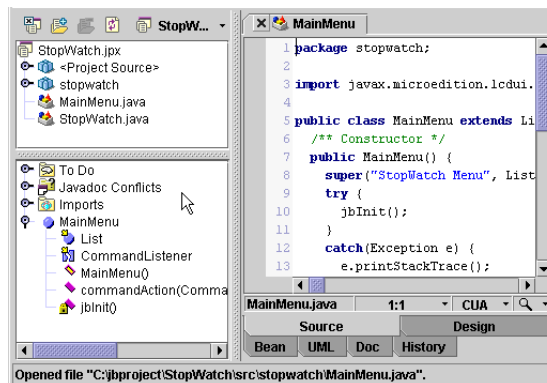 StopW...
StopWatch.jpx
<Project Source>
stopwatch
MainMenu.java
StopWatch.java
To Do
Javadoc Conflicts
Imports
MainMenu
List
CommandListener
MainMenu()
commandAction(Comma
jbInit()
MainMenu
1 package stopwatch;
2
3 import javax.microedition.lcdui.
4
5 public class MainMenu extends Li
6 /** Constructor */
7 public MainMenu() {
8 super("StopWatch Menu", List
9 try {
10 jbInit();
11 }
12 catch(Exception e) {
13 e.printStackTrace();
MainMenu.java 1:1 CUA
Source Design
Bean UML Doc History
Opened file "C:\jbproject\StopWatch\src\stopwatch\MainMenu.java".